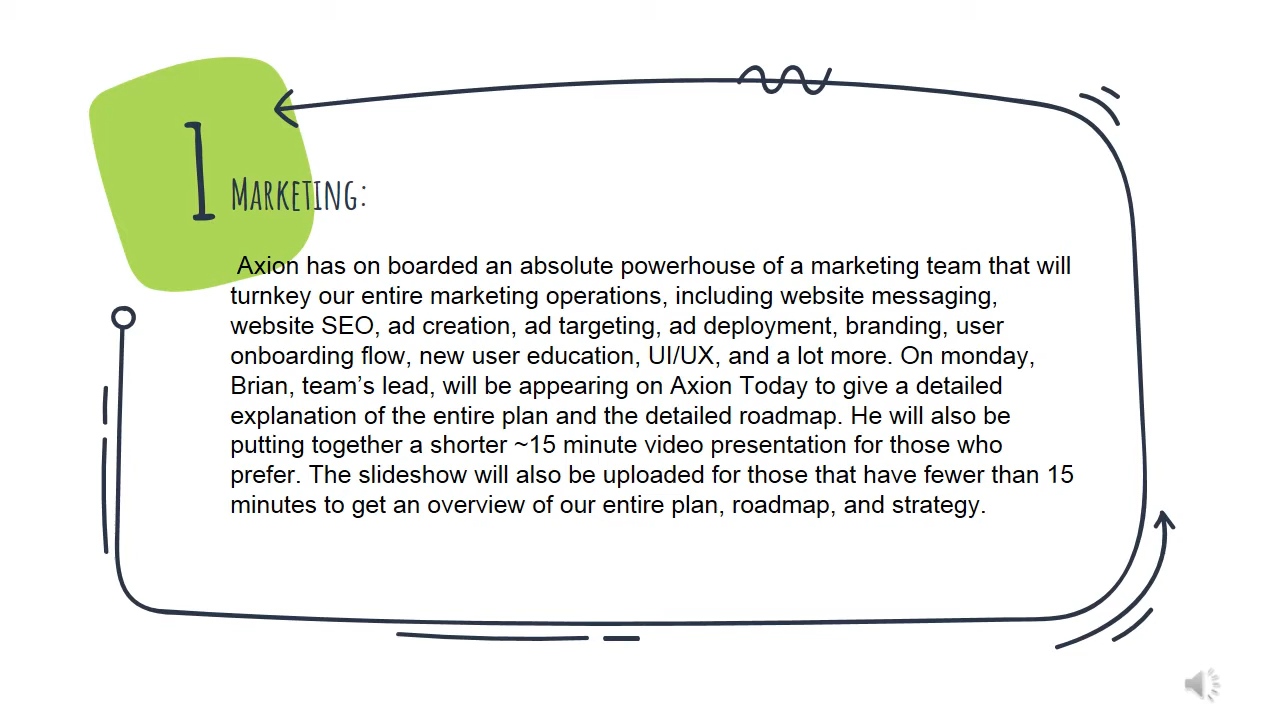 1
Marketing:
Axion has on boarded an absolute powerhouse of a marketing team that will
turnkey our entire marketing operations, including website messaging,
website SEO, ad creation, ad targeting, ad deployment, branding, user
onboarding flow, new user education, UI/UX, and a lot more. On monday,
Brian, team’s lead, will be appearing on Axion Today to give a detailed
explanation of the entire plan and the detailed roadmap. He will also be
putting together a shorter ~15 minute video presentation for those who
prefer. The slideshow will also be uploaded for those that have fewer than 15
minutes to get an overview of our entire plan, roadmap, and strategy.